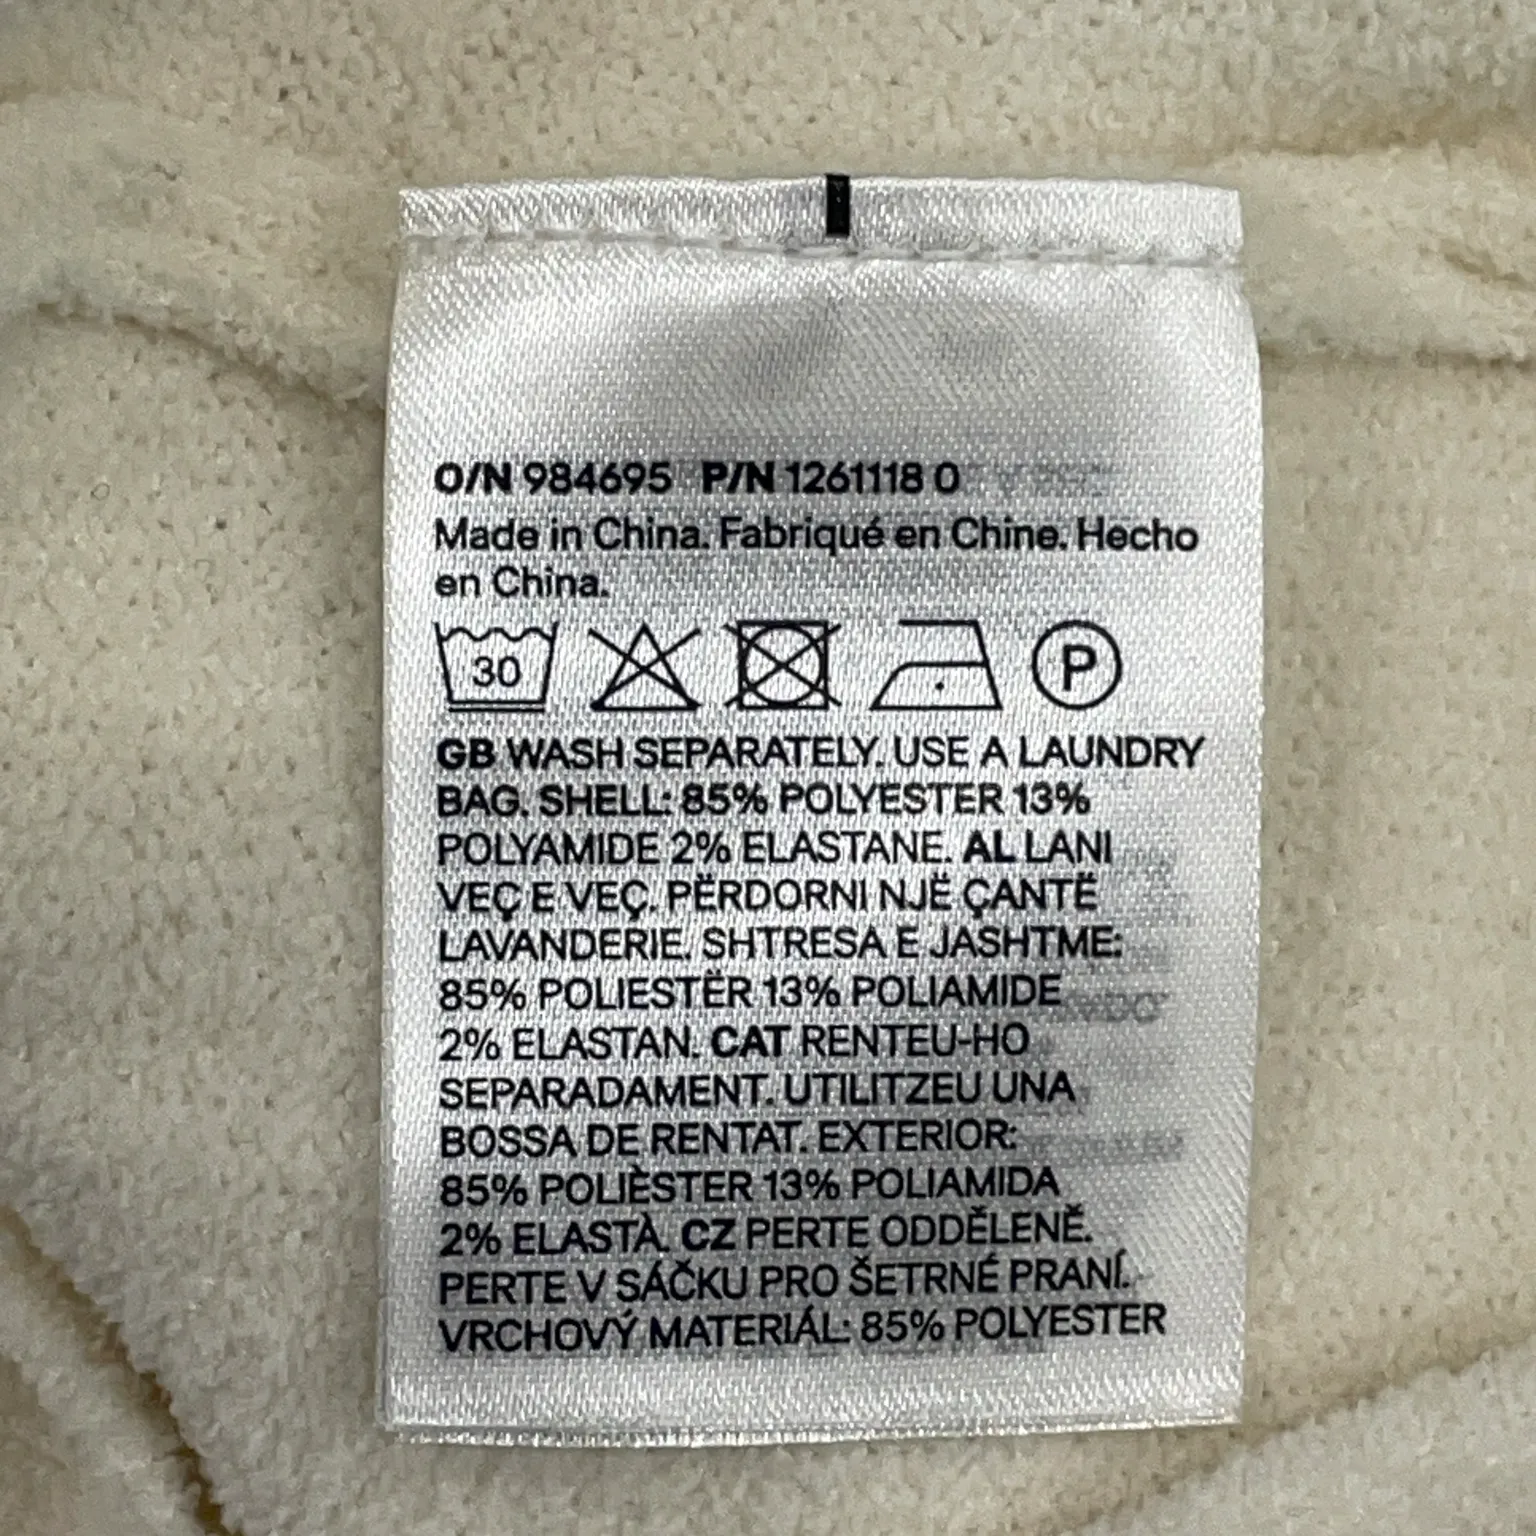 O/N 984695 P/N 1261118 0
Made in China. Fabriqué en Chine. Hecho
en China.
30 P
GB WASH SEPARATELY. USE A LAUNDRY
BAG. SHELL: 85% POLYESTER 13%
POLYAMIDE 2% ELASTANE. AL LANI
VEÇ E VEÇ. PËRDORNI NJË ÇANTË
LAVANDERIE. SHTRESA E JASHTME:
85% POLIESTËR 13% POLIAMIDE
2% ELASTAN. CAT RENTEU-HO
SEPARADAMENT. UTILITZEU UNA
BOSSA DE RENTAT. EXTERIOR:
85% POLIÈSTER 13% POLIAMIDA
2% ELASTÀ. CZ PERTE ODDĚLENĚ.
PERTE V SÁČKU PRO ŠETRNÉ PRANÍ.
VRCHOVÝ MATERIÁL: 85% POLYESTER